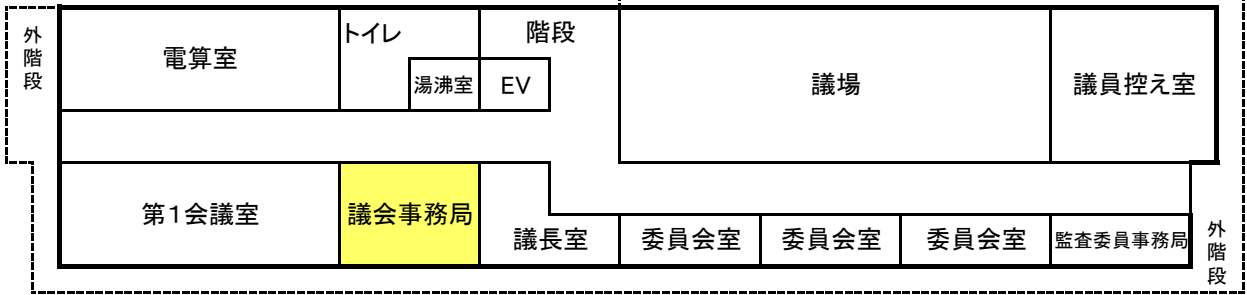 外階段
電算室
トイレ
湯沸室
階段
EV
議場
議員控え室
第1会議室
議会事務局
議長室
委員会室
委員会室
委員会室
監査委員事務局
外階段